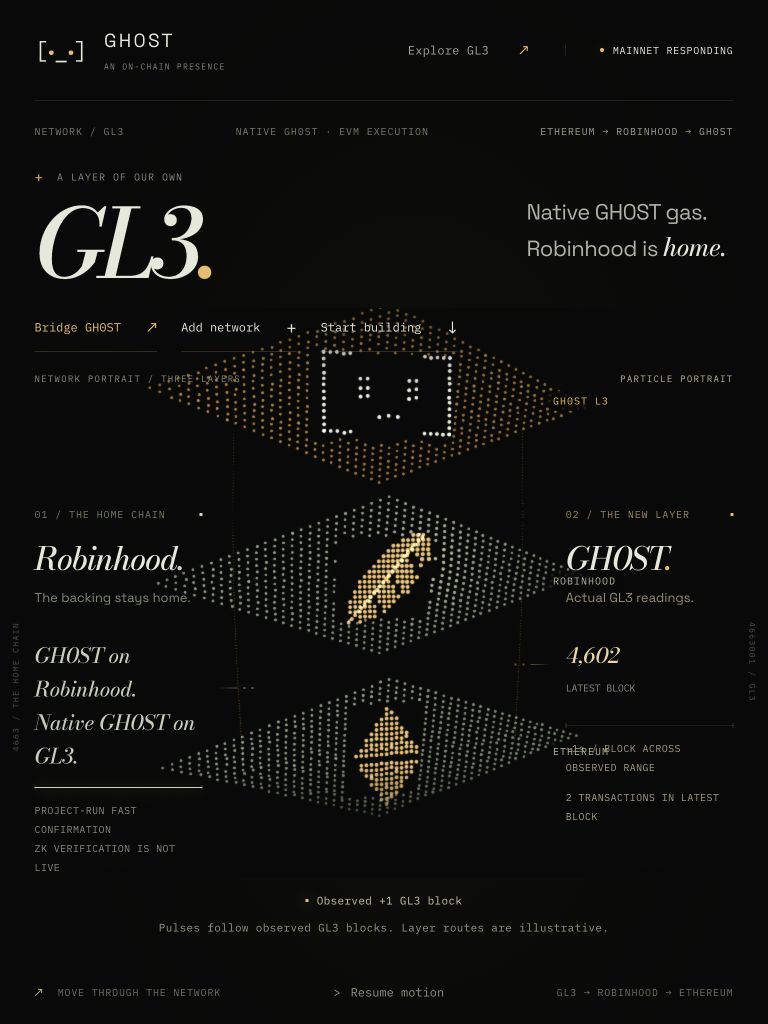 [•_•] GHOST
AN ON-CHAIN PRESENCE
Explore GL3 ↗
MAINNET RESPONDING
NETWORK / GL3
NATIVE GHOST · EVM EXECUTION
ETHEREUM → ROBINHOOD → GHOST
+ A LAYER OF OUR OWN
GL3.
Native GHOST gas.
Robinhood is home.
Bridge GHOST ↗
Add network +
Start building ↓
NETWORK PORTRAIT / THREE LAYERS
PARTICLE PORTRAIT
GHOST L3
01 / THE HOME CHAIN
Robinhood.
The backing stays home.
GHOST on
Robinhood.
Native GHOST on
GL3.
PROJECT-RUN FAST
CONFIRMATION
ZK VERIFICATION IS NOT
LIVE
4663 / THE HOME CHAIN
02 / THE NEW LAYER
GHOST.
ROBINHOOD
Actual GL3 readings.
4,602
LATEST BLOCK
ETHEREUM
/ BLOCK ACROSS
OBSERVED RANGE
2 TRANSACTIONS IN LATEST
BLOCK
4663001 / GL3
Observed +1 GL3 block
Pulses follow observed GL3 blocks. Layer routes are illustrative.
↗ MOVE THROUGH THE NETWORK
> Resume motion
GL3 → ROBINHOOD → ETHEREUM